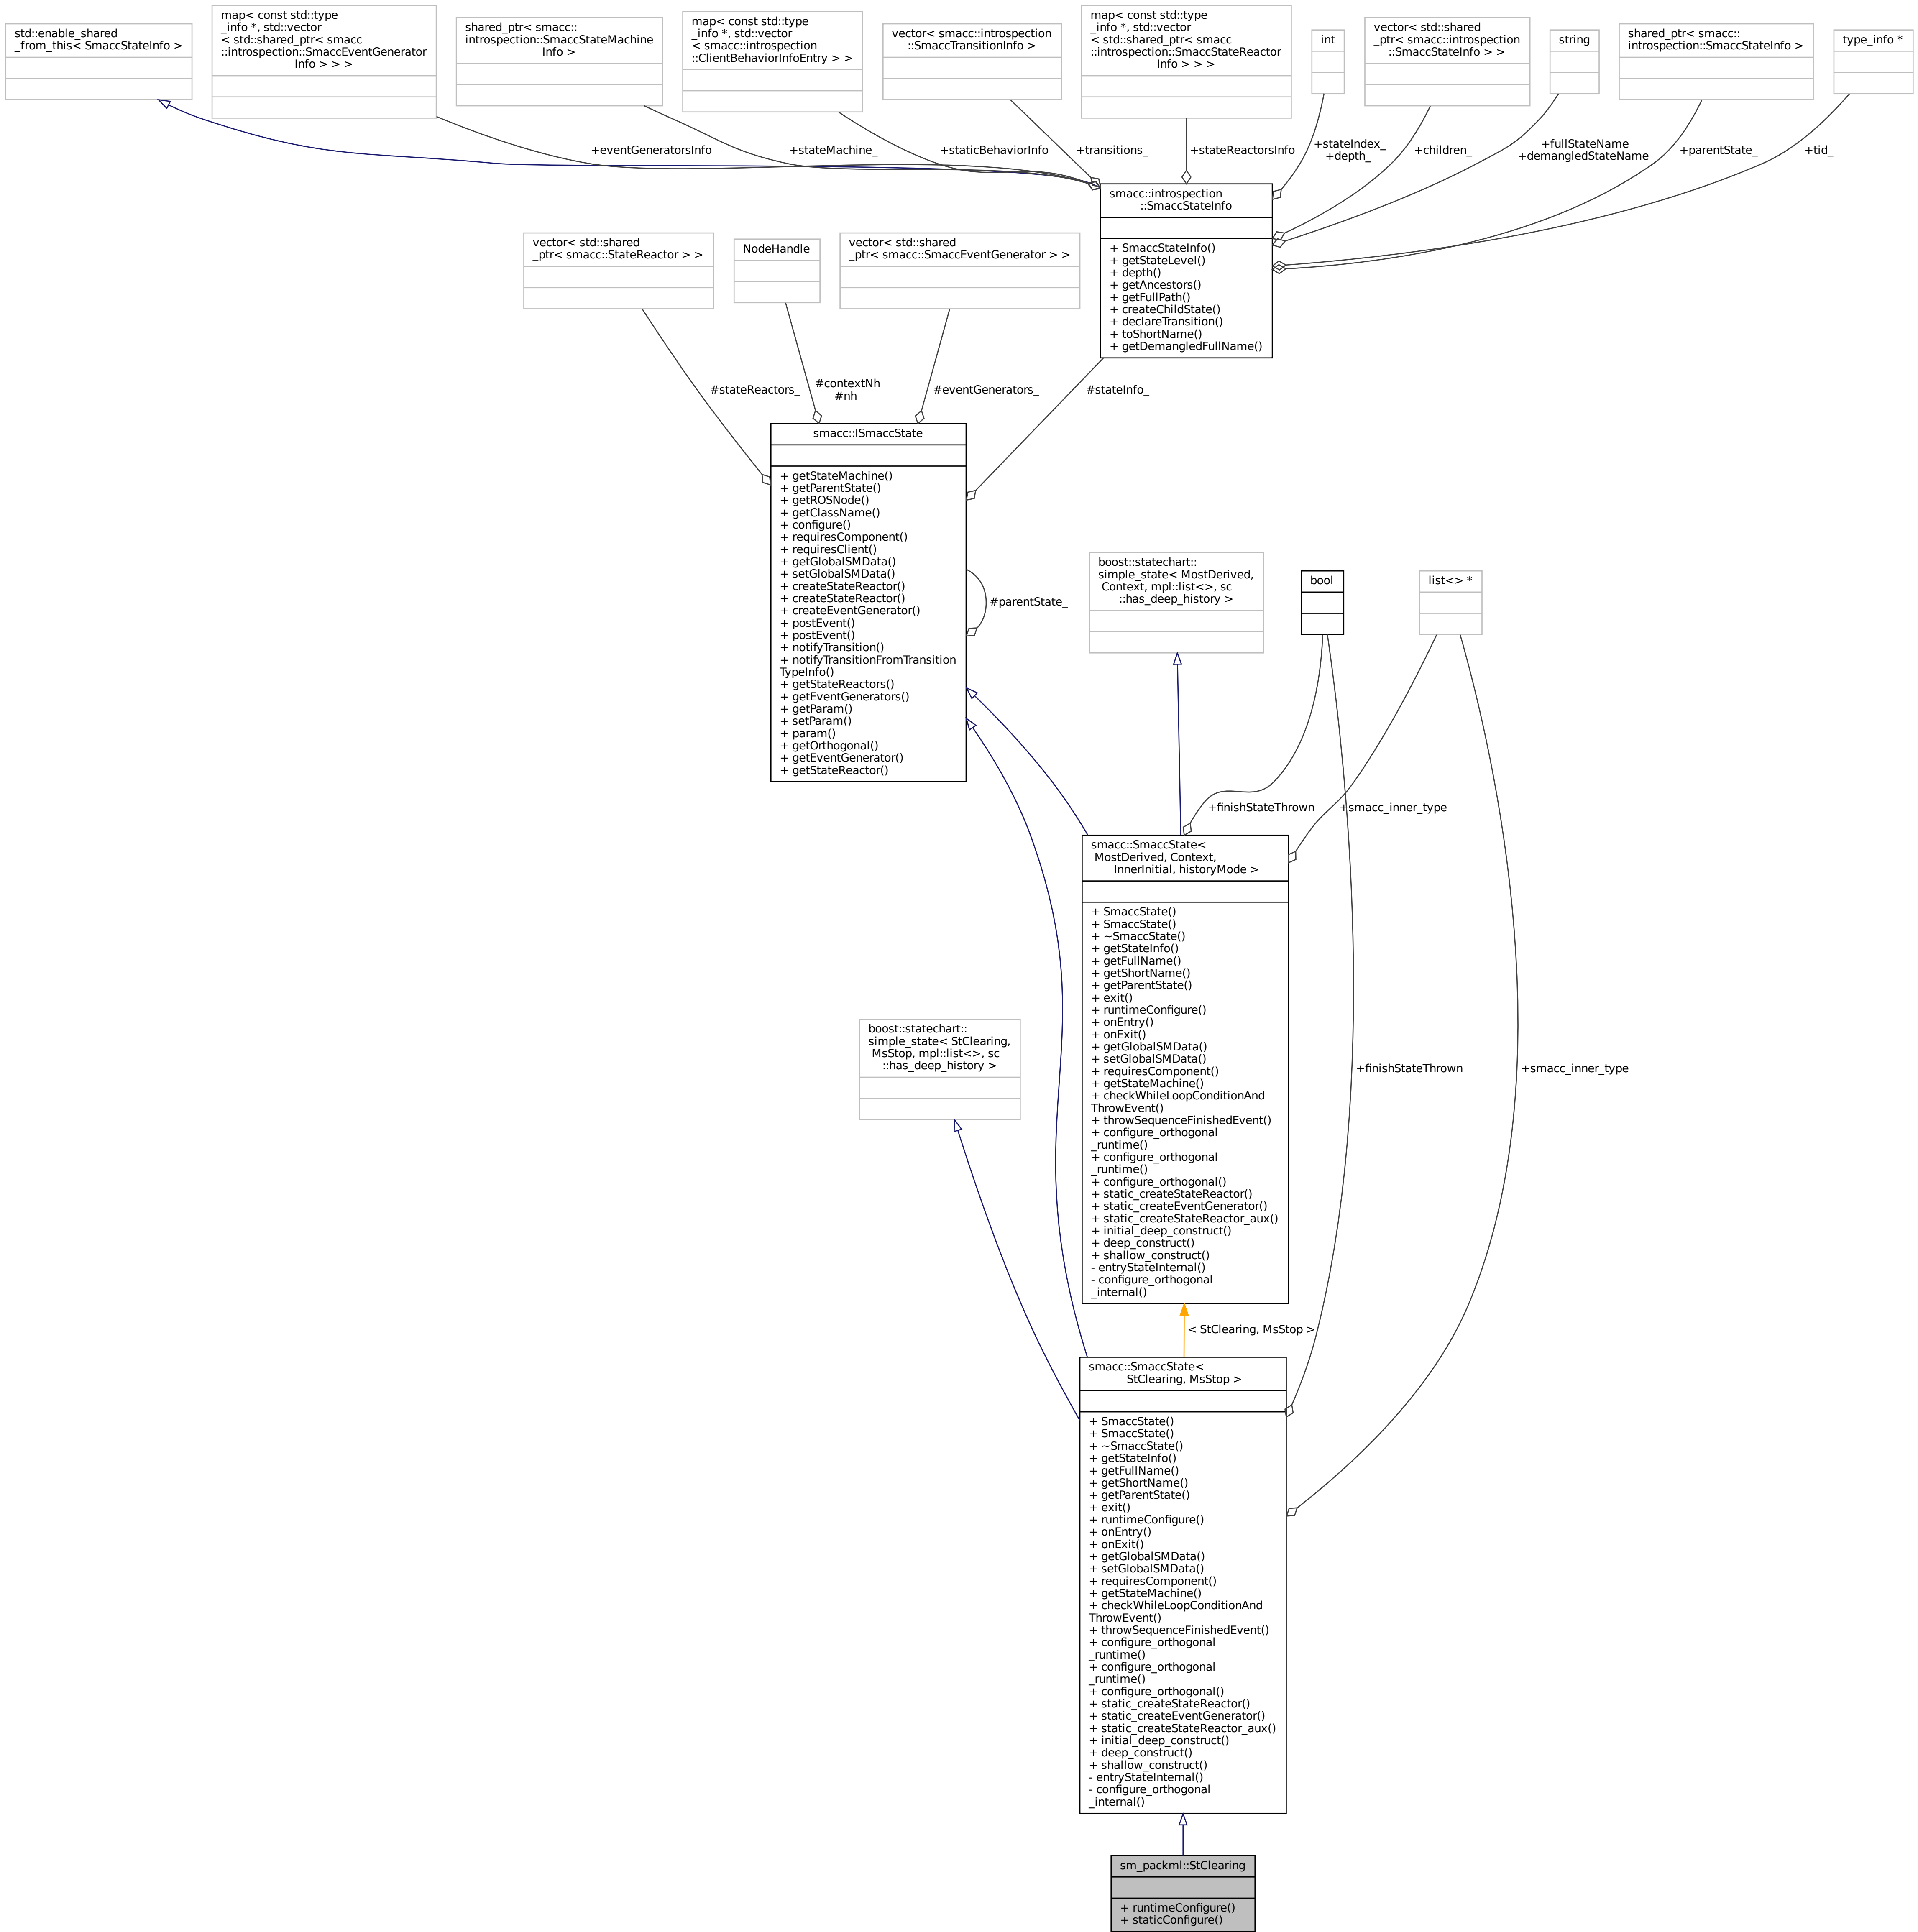 std::enable_shared
_from_this< SmaccStateInfo >
map< const std::type
_info *, std::vector
< std::shared_ptr< smacc
::introspection::SmaccEventGenerator
Info > > >
shared_ptr< smacc::
introspection::SmaccStateMachine
Info >
map< const std::type
_info *, std::vector
< smacc::introspection
::ClientBehaviorInfoEntry > >
vector< smacc::introspection
::SmaccTransitionInfo >
map< const std::type
_info *, std::vector
< std::shared_ptr< smacc
::introspection::SmaccStateReactor
Info > > >
int
vector< std::shared
_ptr< smacc::introspection
::SmaccStateInfo > >
string
shared_ptr< smacc::
introspection::SmaccStateInfo >
type_info *
+eventGeneratorsInfo
+stateMachine_
+staticBehaviorInfo
+transitions_
+stateReactorsInfo
+stateIndex_
+depth_
+children_
+fullStateName
+demangledStateName
+parentState_
+tid_
smacc::introspection
::SmaccStateInfo
+ SmaccStateInfo()
+ getStateLevel()
+ depth()
+ getAncestors()
+ getFullPath()
+ createChildState()
+ declareTransition()
+ toShortName()
+ getDemangledFullName()
vector< std::shared
_ptr< smacc::StateReactor > >
NodeHandle
vector< std::shared
_ptr< smacc::SmaccEventGenerator > >
#stateReactors_
#contextNh
#nh
#eventGenerators_
#stateInfo_
smacc::ISmaccState
+ getStateMachine()
+ getParentState()
+ getROSNode()
+ getClassName()
+ configure()
+ requiresComponent()
+ requiresClient()
+ getGlobalSMData()
+ setGlobalSMData()
+ createStateReactor()
+ createStateReactor()
+ createEventGenerator()
+ postEvent()
+ postEvent()
+ notifyTransition()
+ notifyTransitionFromTransition
TypeInfo()
+ getStateReactors()
+ getEventGenerators()
+ getParam()
+ setParam()
+ param()
+ getOrthogonal()
+ getEventGenerator()
+ getStateReactor()
#parentState_
boost::statechart::
simple_state< MostDerived,
Context, mpl::list<>, sc
::has_deep_history >
bool
list<> *
+finishStateThrown
+smacc_inner_type
smacc::SmaccState<
MostDerived, Context,
InnerInitial, historyMode >
+ SmaccState()
+ SmaccState()
+ ~SmaccState()
+ getStateInfo()
+ getFullName()
+ getShortName()
+ getParentState()
+ exit()
+ runtimeConfigure()
+ onEntry()
+ onExit()
+ getGlobalSMData()
+ setGlobalSMData()
+ requiresComponent()
+ getStateMachine()
+ checkWhileLoopConditionAnd
ThrowEvent()
+ throwSequenceFinishedEvent()
+ configure_orthogonal
_runtime()
+ configure_orthogonal
_runtime()
+ configure_orthogonal()
+ static_createStateReactor()
+ static_createEventGenerator()
+ static_createStateReactor_aux()
+ initial_deep_construct()
+ deep_construct()
+ shallow_construct()
- entryStateInternal()
- configure_orthogonal
_internal()
boost::statechart::
simple_state< StClearing,
MsStop, mpl::list<>, sc
::has_deep_history >
+finishStateThrown
+smacc_inner_type
< StClearing, MsStop >
smacc::SmaccState<
StClearing, MsStop >
+ SmaccState()
+ SmaccState()
+ ~SmaccState()
+ getStateInfo()
+ getFullName()
+ getShortName()
+ getParentState()
+ exit()
+ runtimeConfigure()
+ onEntry()
+ onExit()
+ getGlobalSMData()
+ setGlobalSMData()
+ requiresComponent()
+ getStateMachine()
+ checkWhileLoopConditionAnd
ThrowEvent()
+ throwSequenceFinishedEvent()
+ configure_orthogonal
_runtime()
+ configure_orthogonal
_runtime()
+ configure_orthogonal()
+ static_createStateReactor()
+ static_createEventGenerator()
+ static_createStateReactor_aux()
+ initial_deep_construct()
+ deep_construct()
+ shallow_construct()
- entryStateInternal()
- configure_orthogonal
_internal()
sm_packml::StClearing
+ runtimeConfigure()
+ staticConfigure()